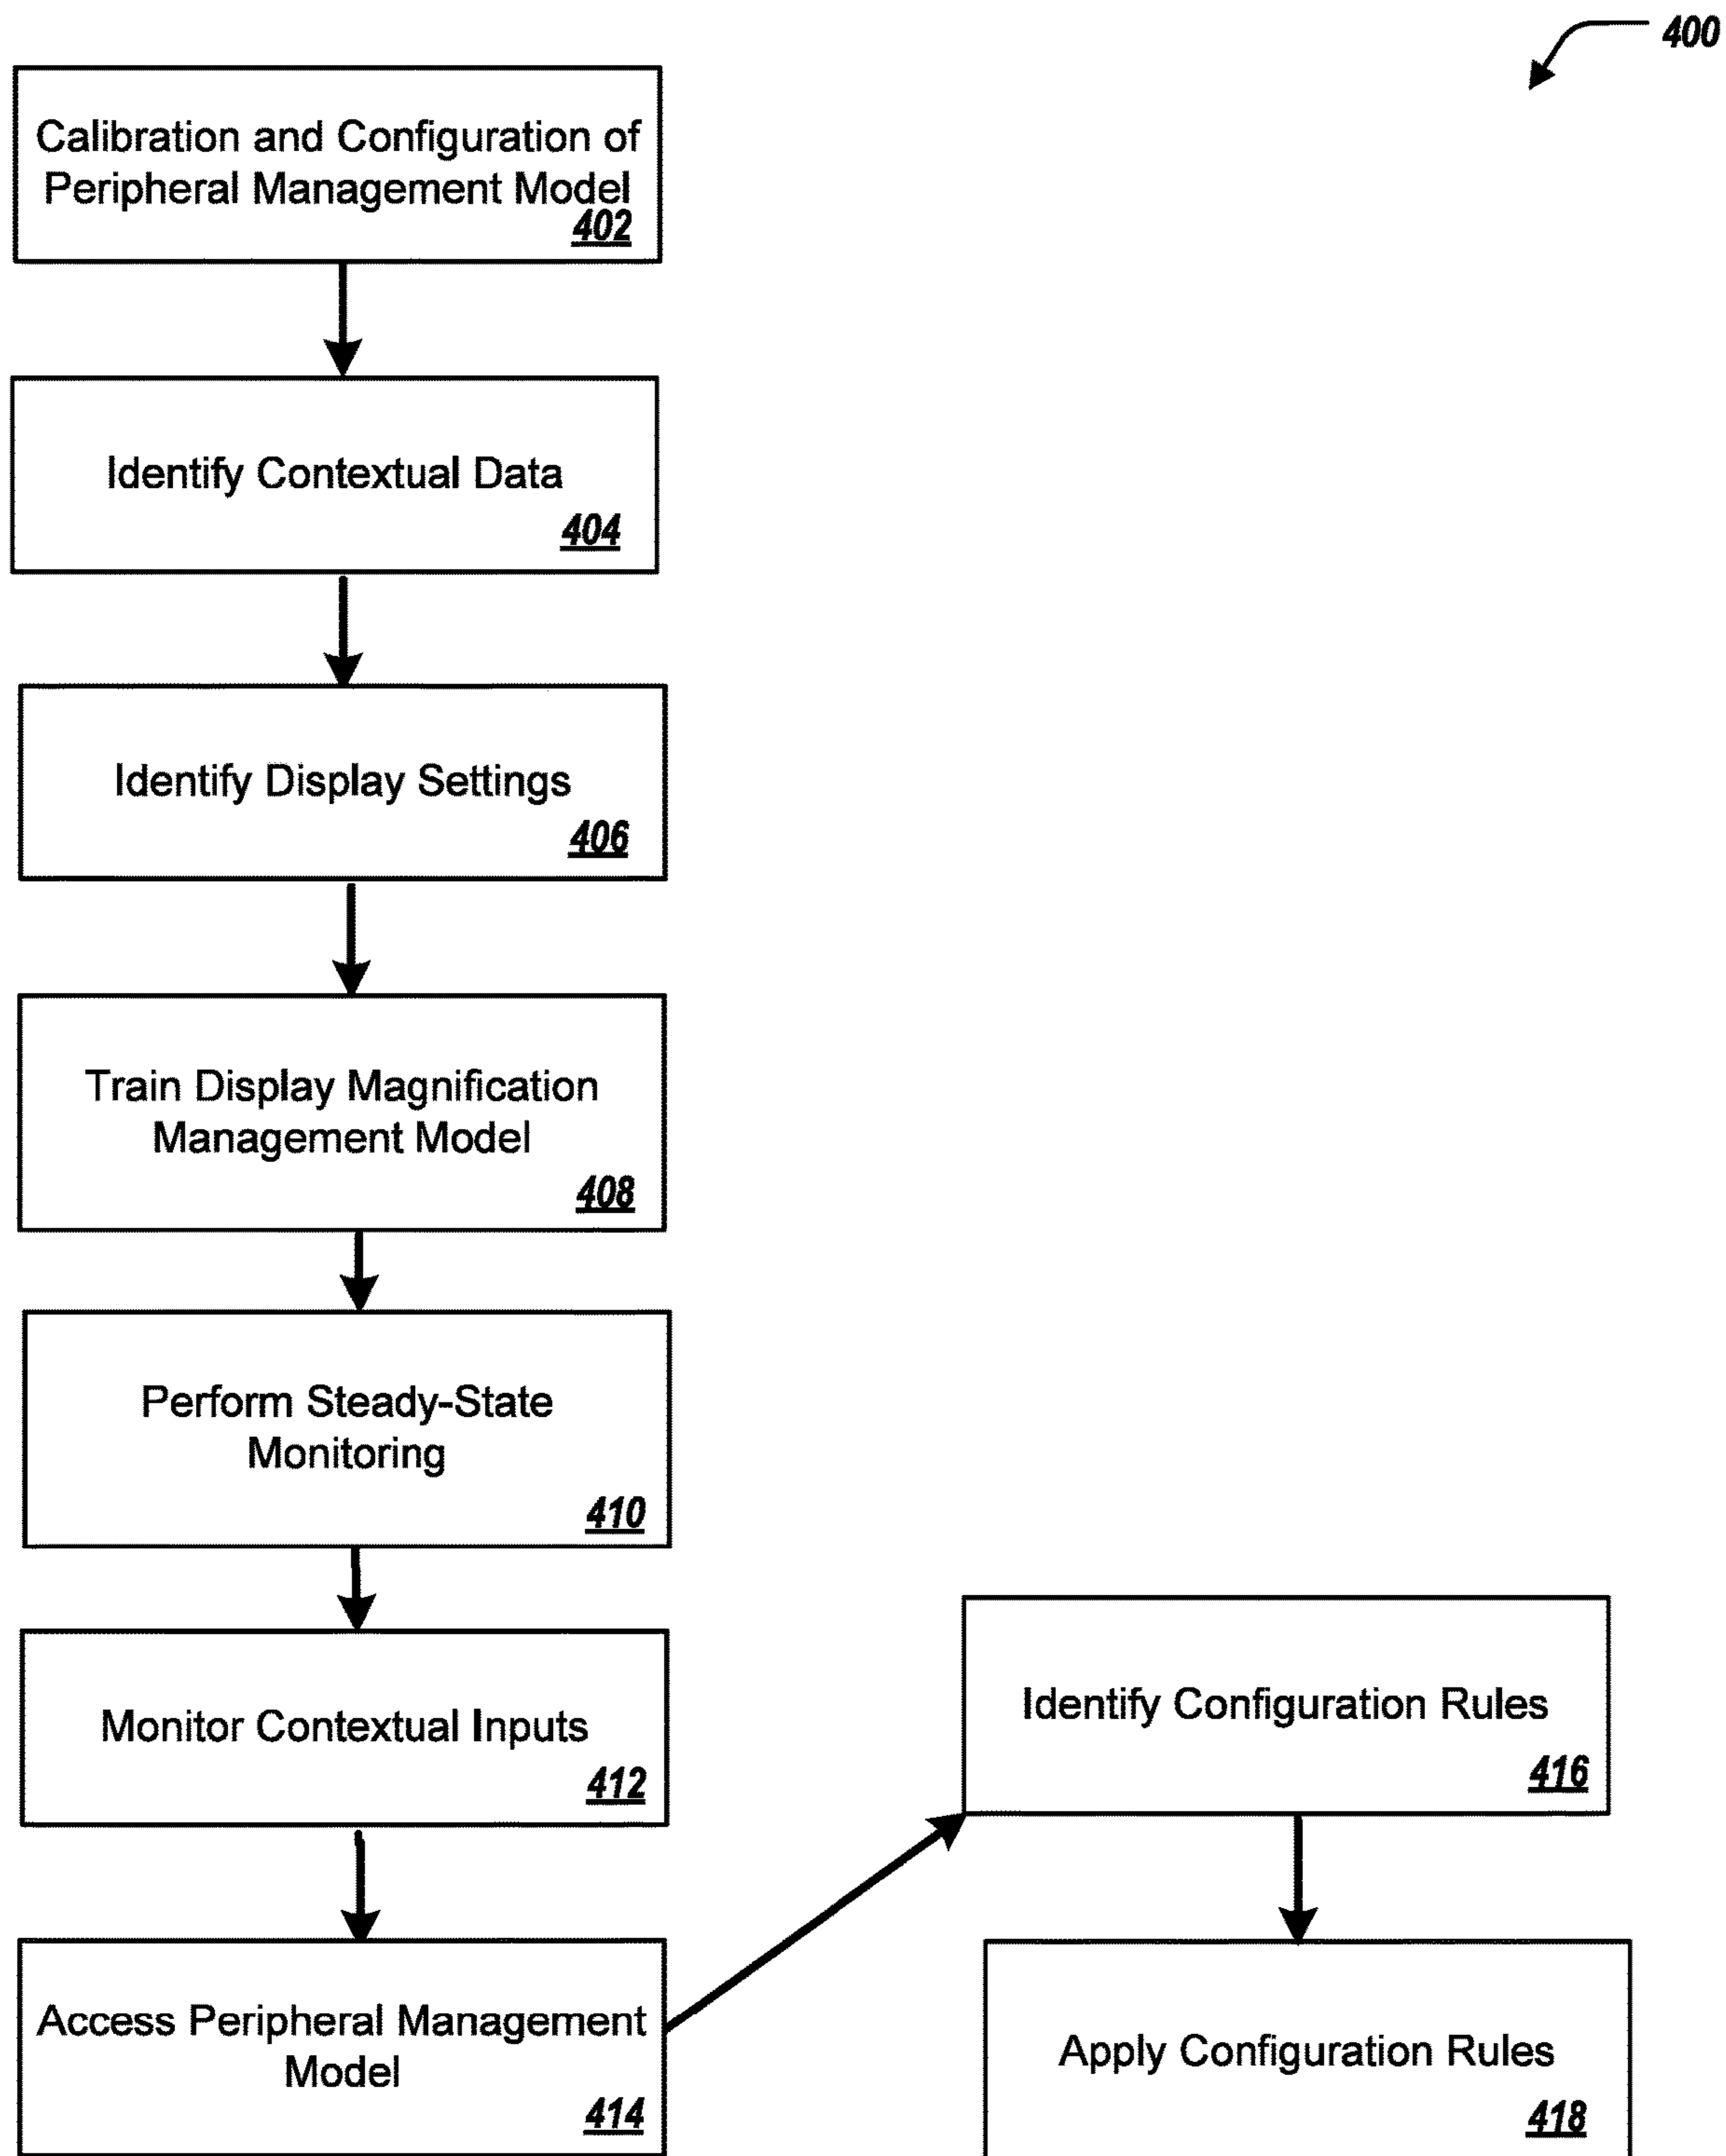 400
Calibration and Configuration of
Peripheral Management Model
402
Identify Contextual Data
404
Identify Display Settings
406
Train Display Magnification
Management Model
408
Perform Steady-State
Monitoring
410
Monitor Contextual Inputs
412
Access Peripheral Management
Model
414
Identify Configuration Rules
416
Apply Configuration Rules
418